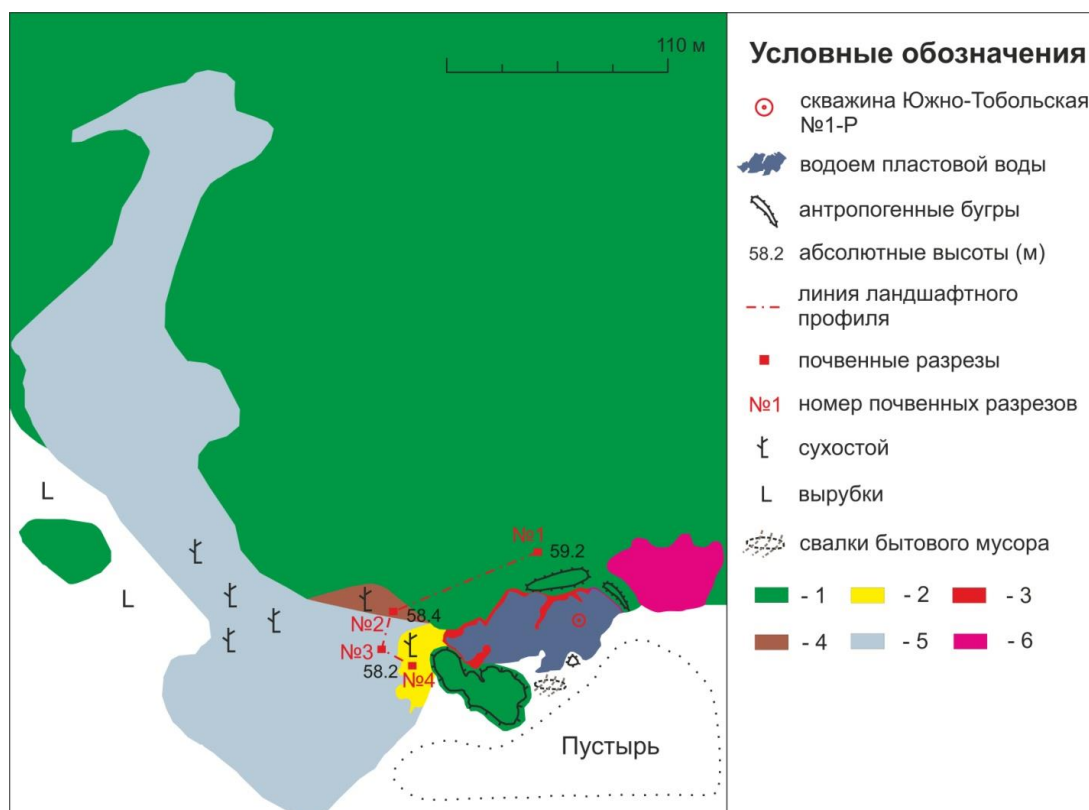 110 м
L
L
№1
59.2
№2
58.4
№3
58.2
№4
Пустырь
Условные обозначения
скважина Южно-Тобольская
№1-Р
водоем пластовой воды
антропогенные бугры
58.2 абсолютные высоты (м)
линия ландшафтного
профиля
почвенные разрезы
№1 номер почвенных разрезов
сухостой
L вырубки
свалки бытового мусора
- 1 - 2 - 3
- 4 - 5 - 6